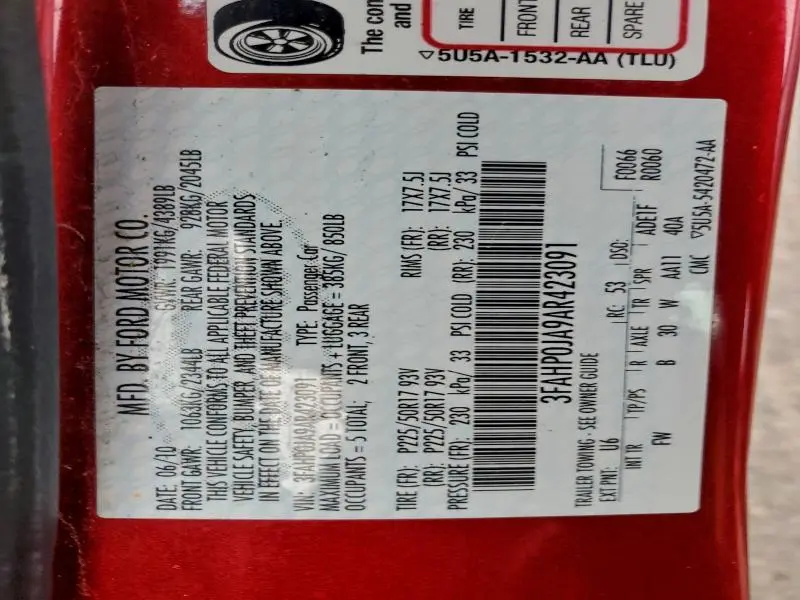 The con
and
TIRE
FRONT
REAR
SPARE
▽5U5A-1532-AA (TLU)
MFD. BY FORD MOTOR CO.
DATE: 06/10 GVWR: 1991KG/4389LB
FRONT GAWR: 1063KG/2344LB REAR GAWR: 928KG/2045LB
THIS VEHICLE CONFORMS TO ALL APPLICABLE FEDERAL MOTOR
VEHICLE SAFETY, BUMPER, AND THEFT PREVENTION STANDARDS
IN EFFECT ON THE DATE OF MANUFACTURE SHOWN ABOVE.
VIN: 3FAHP0JA9AR423091 TYPE: Passenger Car
MAXIMUM LOAD = OCCUPANTS + LUGGAGE = 385KG/ 850LB
OCCUPANTS = 5 TOTAL; 2 FRONT, 3 REAR
TIRE (FR): P225/50R17 93V RIMS (FR): 17X7.5J
(RR): P225/50R17 93V (RR): 17X7.5J
PRESSURE (FR): 230 kPa/ 33 PSI COLD (RR): 230 kPa/ 33 PSI COLD
3FAHP0JA9AR423091
TRAILER TOWING - SEE OWNER GUIDE F0066
EXT PNT: U6 RC: 53 DSO: R0060
INT TR TP/PS R AXLE TR SPR ADE1F
FW B 30 W AA11 40A
CMC ▽5U5A-5420472-AA